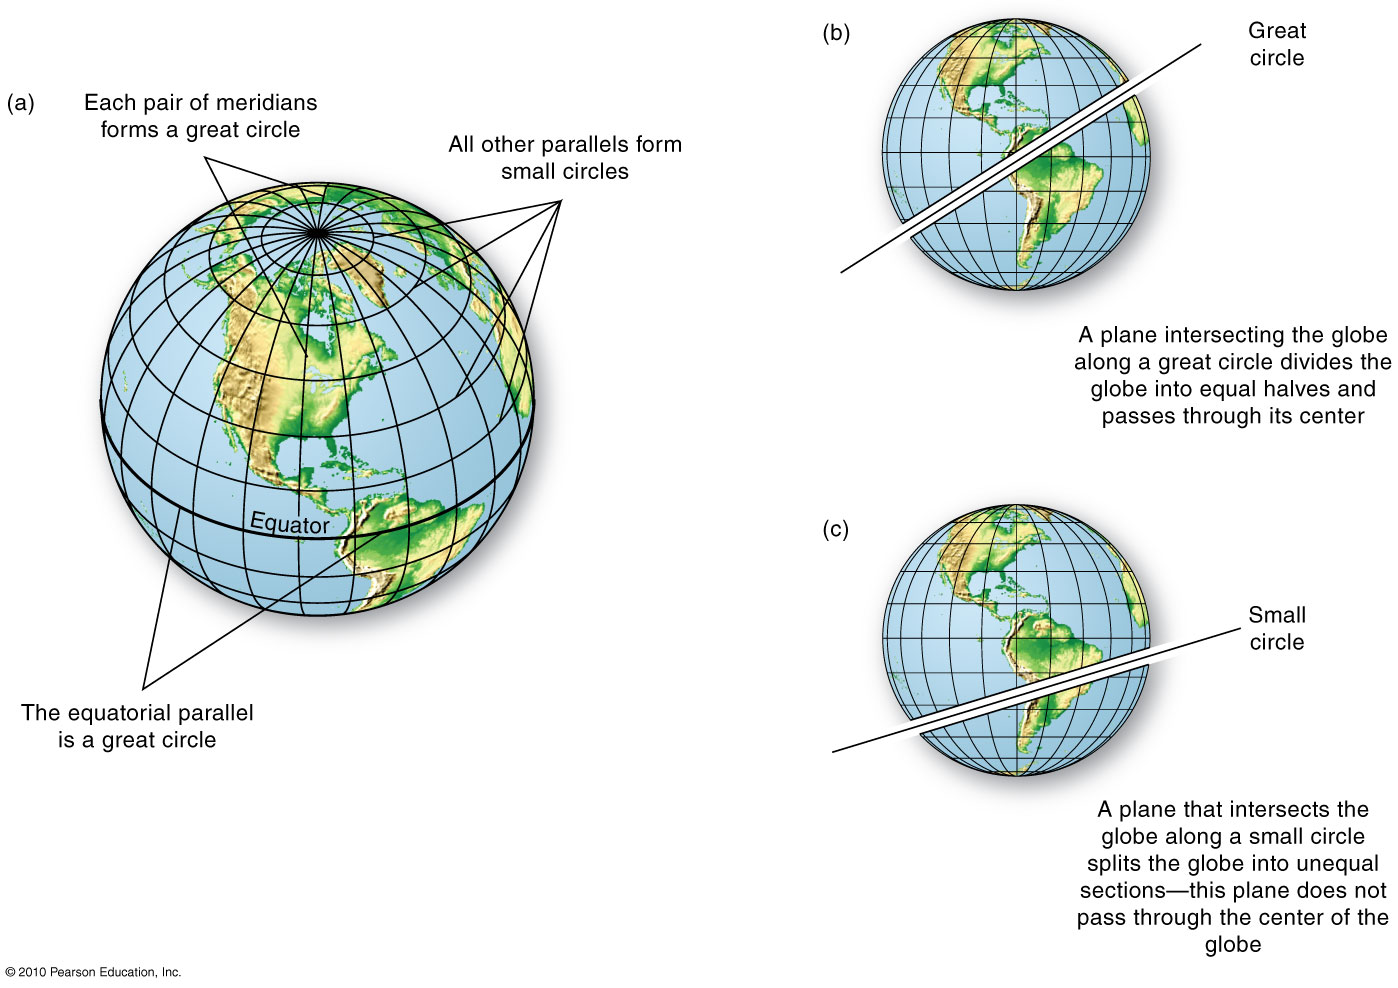 (a)
Each pair of meridians
forms a great circle
All other parallels form
small circles
Equator
The equatorial parallel
is a great circle
(b)
Great
circle
A plane intersecting the globe
along a great circle divides the
globe into equal halves and
passes through its center
(c)
Small
circle
A plane that intersects the
globe along a small circle
splits the globe into unequal
sections—this plane does not
pass through the center of the
globe
© 2010 Pearson Education, Inc.